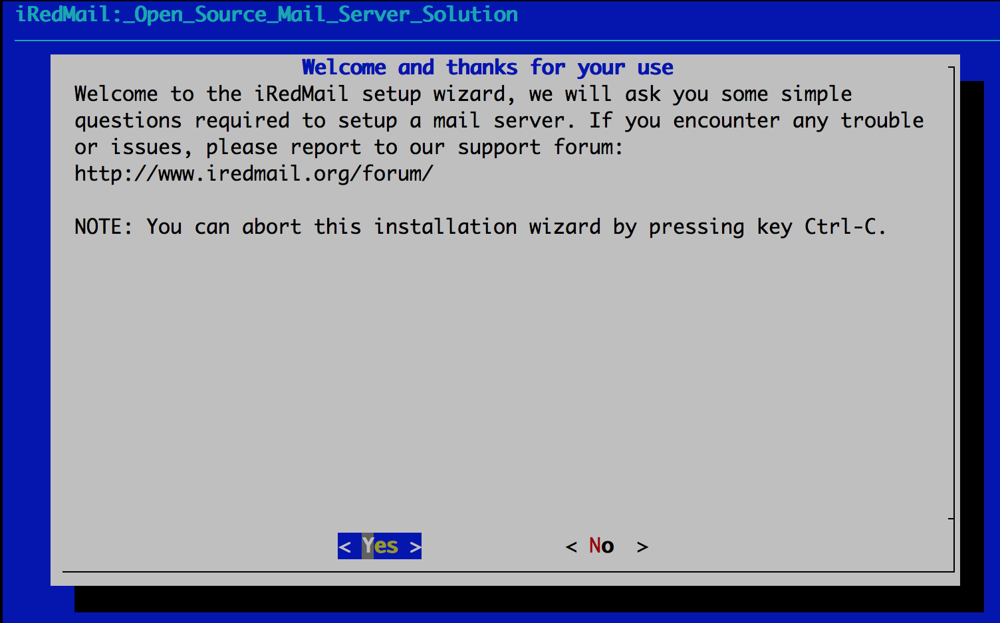 iRedMail:_Open_Source_Mail_Server_Solution
Welcome and thanks for your use
Welcome to the iRedMail setup wizard, we will ask you some simple
questions required to setup a mail server. If you encounter any trouble
or issues, please report to our support forum:
http://www.iredmail.org/forum/
NOTE: You can abort this installation wizard by pressing key Ctrl-C.
< Yes > < No >